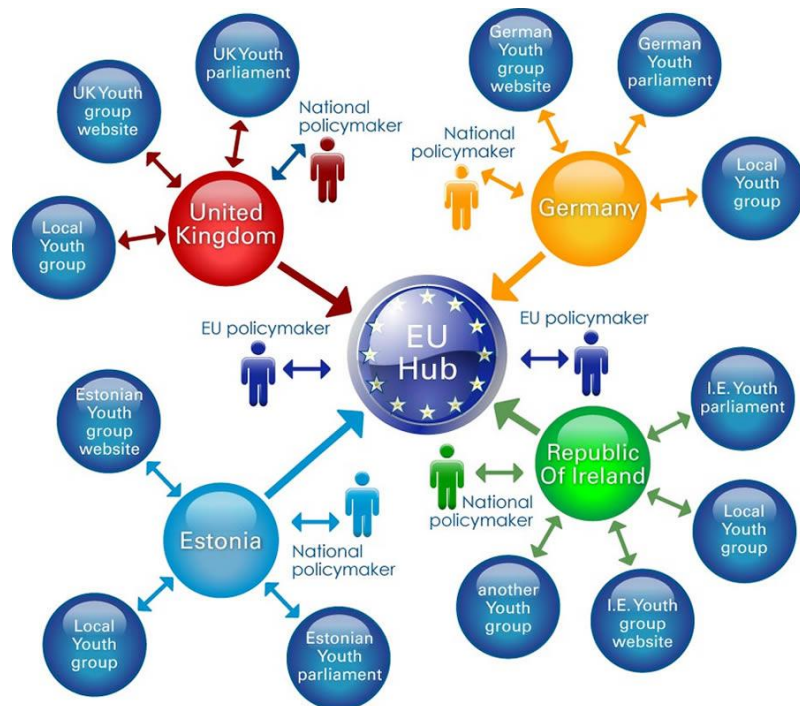 UK Youth
parliament
UK Youth
group
website
National
policymaker
United
Kingdom
Local
Youth
group
German
Youth
group
website
German
Youth
parliament
National
policymaker
Germany
Local
Youth
group
EU policymaker
EU
Hub
EU policymaker
Estonian
Youth
group
website
Estonia
National
policymaker
Local
Youth
group
Estonian
Youth
parliament
I.E. Youth
parliament
Republic
Of Ireland
National
policymaker
Local
Youth
group
another
Youth
group
I.E. Youth
group
website